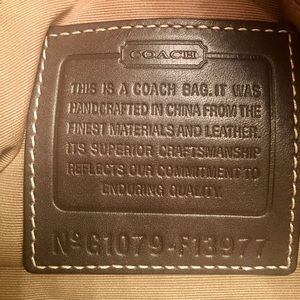 COACH
THIS IS A COACH BAG. IT WAS
HANDCRAFTED IN CHINA FROM THE
FINEST MATERIALS AND LEATHER.
ITS SUPERIOR CRAFTSMANSHIP
REFLECTS OUR COMMITMENT TO
ENDURING QUALITY.
Nº G1079-F13977